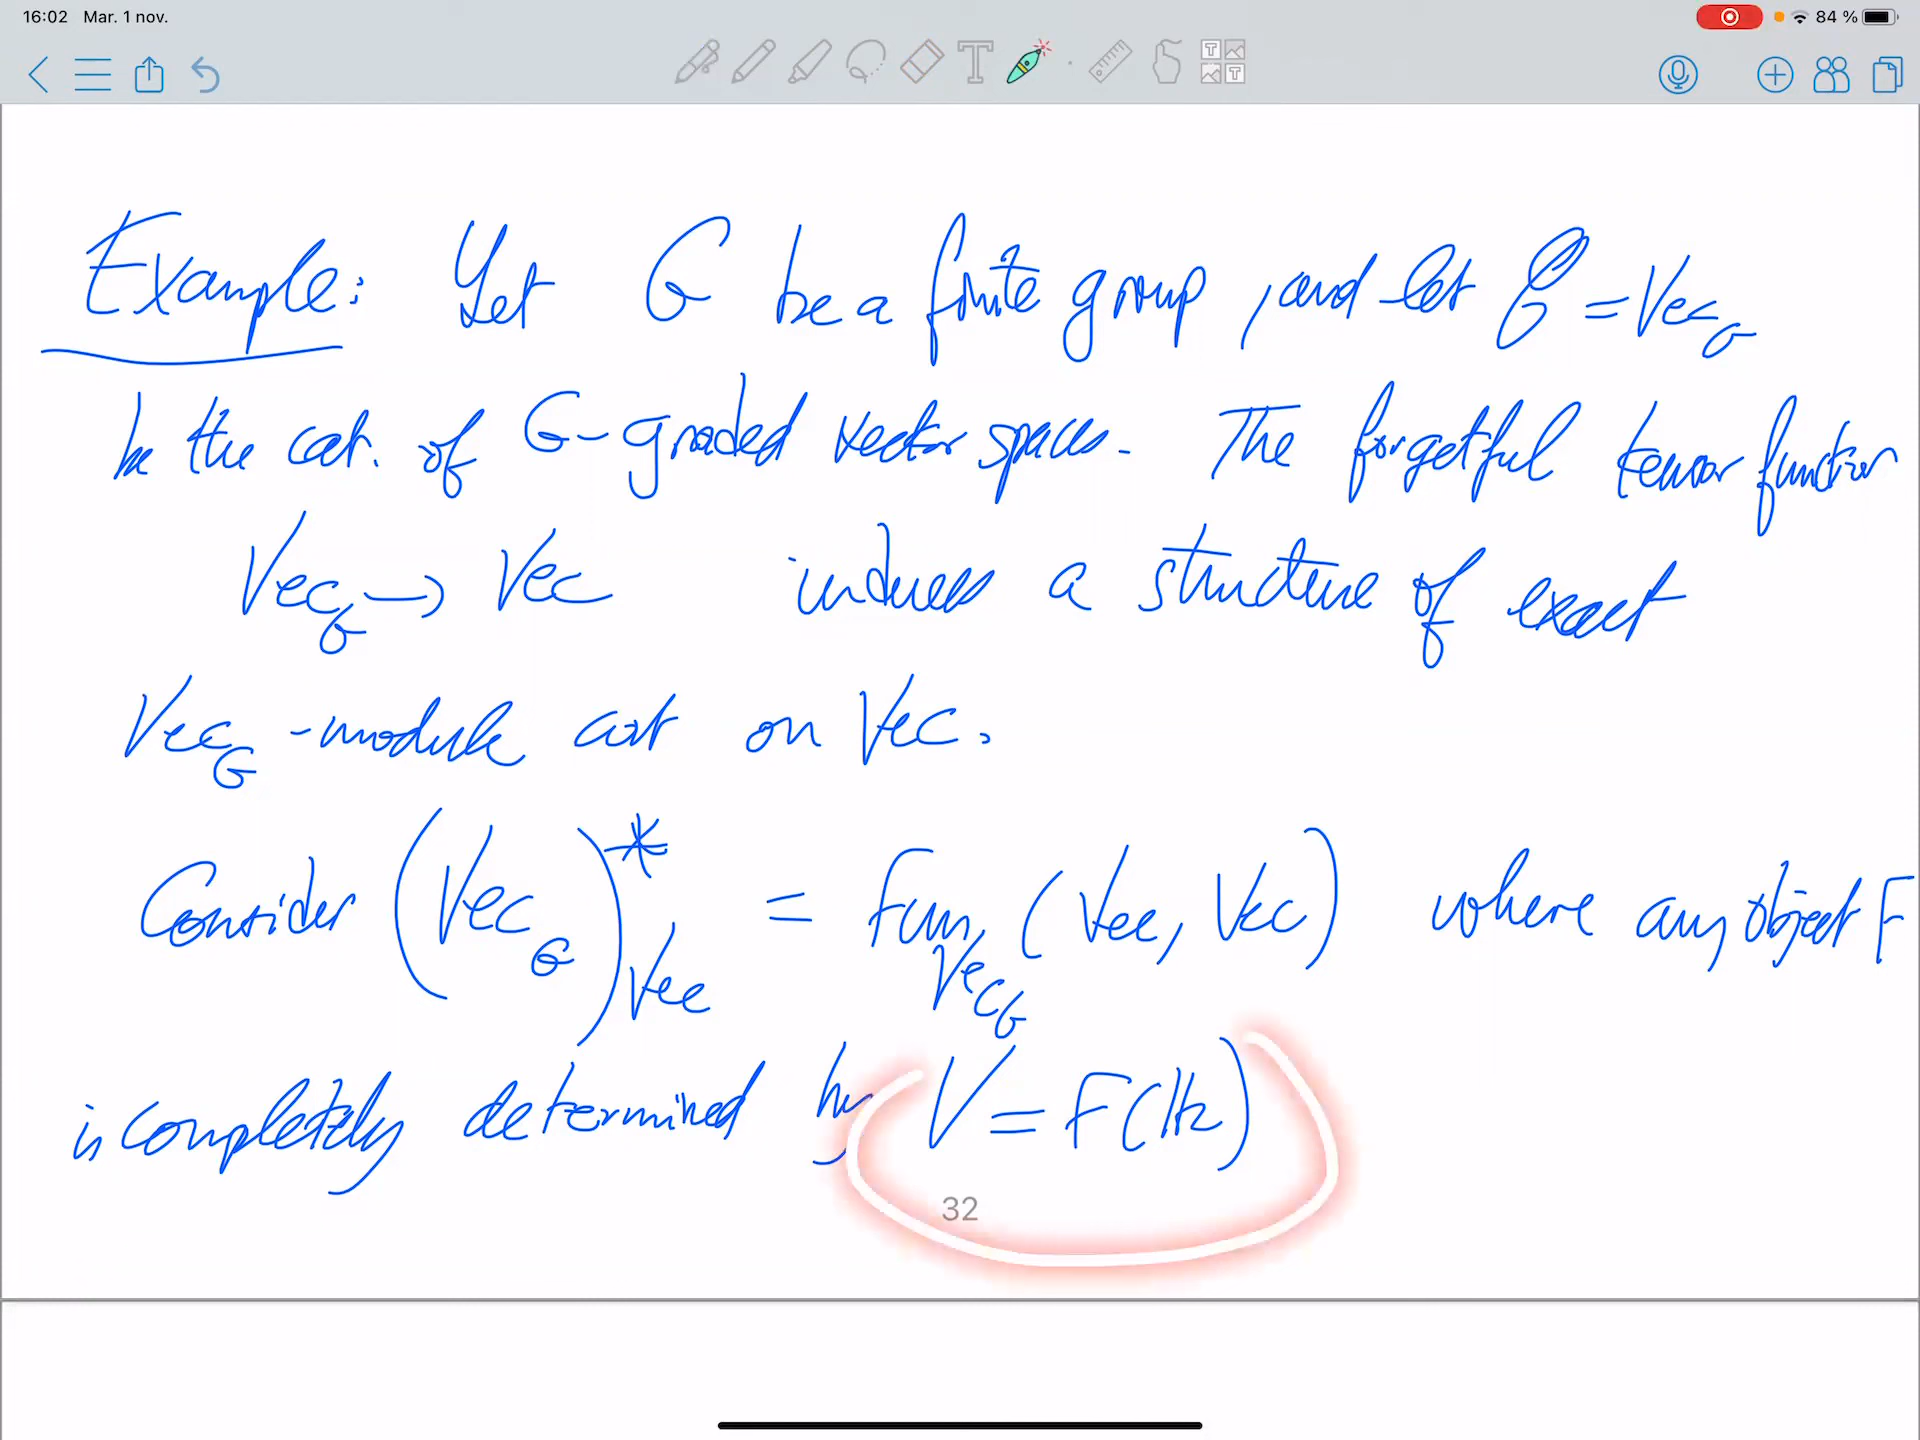 16:02 Mar. 1 nov. 84 %
Example: Let G be a finite group, and let 𝒞 = Vec_G
be the cat. of G-graded vector spaces. The forgetful tensor functor
Vec_G → Vec induces a structure of exact
Vec_G-module cat on Vec.
Consider (Vec_G)^*_Vec = Fun_{Vec_G}(Vec, Vec) where any object F
is completely determined by V = F(𝕜)
32